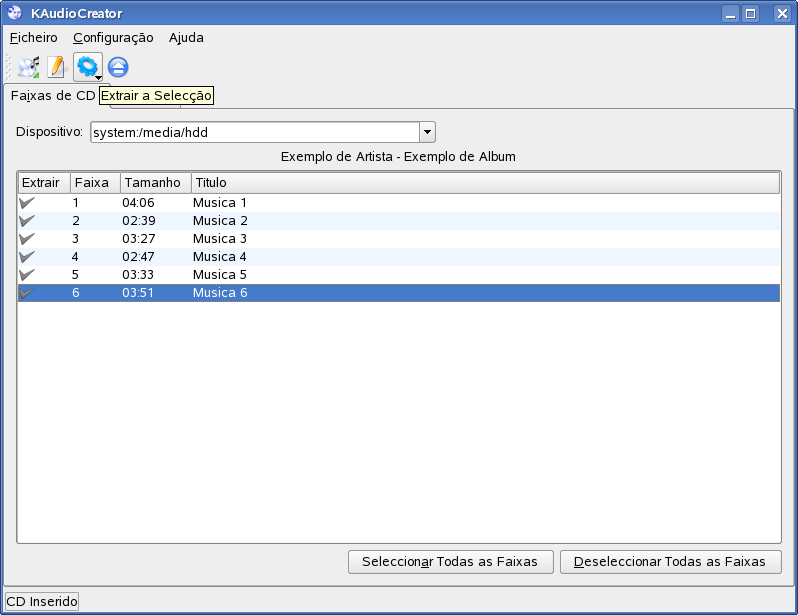 KAudioCreator
Ficheiro Configuração Ajuda
Faixas de CD Extrair a Selecção
Dispositivo: system:/media/hdd
Exemplo de Artista - Exemplo de Album
Extrair Faixa Tamanho Titulo
1 04:06 Musica 1
2 02:39 Musica 2
3 03:27 Musica 3
4 02:47 Musica 4
5 03:33 Musica 5
6 03:51 Musica 6
Seleccionar Todas as Faixas Deseleccionar Todas as Faixas
CD Inserido